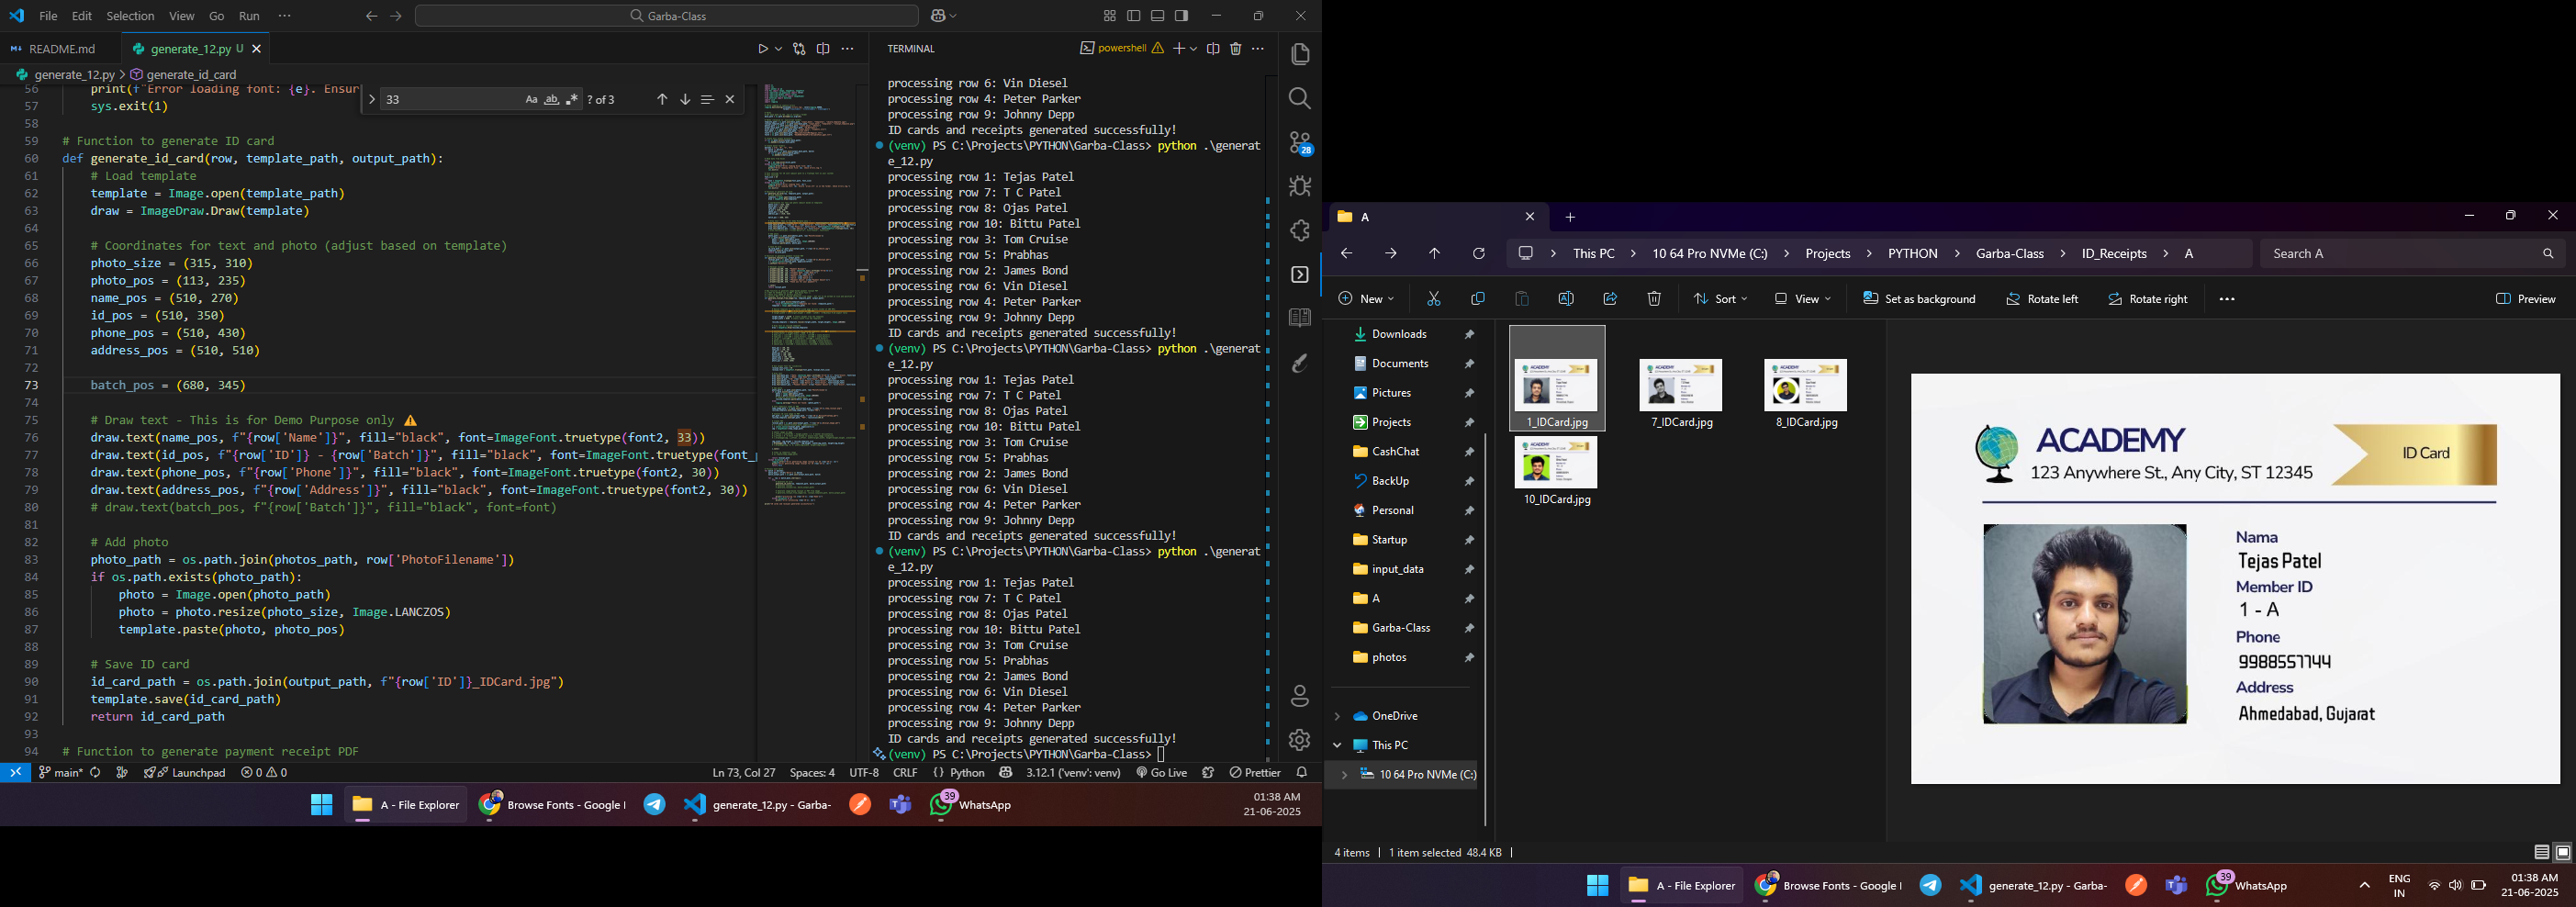 File Edit Selection View Go Run ···
Garba-Class
README.md
generate_12.py U
generate_12.py > generate_id_card
33
Aa ab ? of 3
56 print(f"Error loading font: {e}. Ensur
57 sys.exit(1)
58
59 # Function to generate ID card
60 def generate_id_card(row, template_path, output_path):
61 # Load template
62 template = Image.open(template_path)
63 draw = ImageDraw.Draw(template)
64
65 # Coordinates for text and photo (adjust based on template)
66 photo_size = (315, 310)
67 photo_pos = (113, 235)
68 name_pos = (510, 270)
69 id_pos = (510, 350)
70 phone_pos = (510, 430)
71 address_pos = (510, 510)
72
73 batch_pos = (680, 345)
74
75 # Draw text - This is for Demo Purpose only ⚠️
76 draw.text(name_pos, f"{row['Name']}", fill="black", font=ImageFont.truetype(font2, 33))
77 draw.text(id_pos, f"{row['ID']} - {row['Batch']}", fill="black", font=ImageFont.truetype(font_
78 draw.text(phone_pos, f"{row['Phone']}", fill="black", font=ImageFont.truetype(font2, 30))
79 draw.text(address_pos, f"{row['Address']}", fill="black", font=ImageFont.truetype(font2, 30))
80 # draw.text(batch_pos, f"{row['Batch']}", fill="black", font=font)
81
82 # Add photo
83 photo_path = os.path.join(photos_path, row['PhotoFilename'])
84 if os.path.exists(photo_path):
85 photo = Image.open(photo_path)
86 photo = photo.resize(photo_size, Image.LANCZOS)
87 template.paste(photo, photo_pos)
88
89 # Save ID card
90 id_card_path = os.path.join(output_path, f"{row['ID']}_IDCard.jpg")
91 template.save(id_card_path)
92 return id_card_path
93
94 # Function to generate payment receipt PDF
TERMINAL
powershell
processing row 6: Vin Diesel
processing row 4: Peter Parker
processing row 9: Johnny Depp
ID cards and receipts generated successfully!
(venv) PS C:\Projects\PYTHON\Garba-Class> python .\generat
e_12.py
processing row 1: Tejas Patel
processing row 7: T C Patel
processing row 8: Ojas Patel
processing row 10: Bittu Patel
processing row 3: Tom Cruise
processing row 5: Prabhas
processing row 2: James Bond
processing row 6: Vin Diesel
processing row 4: Peter Parker
processing row 9: Johnny Depp
ID cards and receipts generated successfully!
(venv) PS C:\Projects\PYTHON\Garba-Class> python .\generat
e_12.py
processing row 1: Tejas Patel
processing row 7: T C Patel
processing row 8: Ojas Patel
processing row 10: Bittu Patel
processing row 3: Tom Cruise
processing row 5: Prabhas
processing row 2: James Bond
processing row 6: Vin Diesel
processing row 4: Peter Parker
processing row 9: Johnny Depp
ID cards and receipts generated successfully!
(venv) PS C:\Projects\PYTHON\Garba-Class> python .\generat
e_12.py
processing row 1: Tejas Patel
processing row 7: T C Patel
processing row 8: Ojas Patel
processing row 10: Bittu Patel
processing row 3: Tom Cruise
processing row 5: Prabhas
processing row 2: James Bond
processing row 6: Vin Diesel
processing row 4: Peter Parker
processing row 9: Johnny Depp
ID cards and receipts generated successfully!
(venv) PS C:\Projects\PYTHON\Garba-Class>
28
main* Launchpad 0 0
Ln 73, Col 27 Spaces: 4 UTF-8 CRLF {} Python 3.12.1 ('venv': venv) Go Live Prettier
A - File Explorer
Browse Fonts - Google
generate_12.py - Garba-
39
WhatsApp
01:38 AM
21-06-2025
A
This PC > 10 64 Pro NVMe (C:) > Projects > PYTHON > Garba-Class > ID_Receipts > A
Search A
New
Sort
View
Set as background
Rotate left
Rotate right
···
Preview
Downloads
Documents
Pictures
Projects
CashChat
BackUp
Personal
Startup
input_data
A
Garba-Class
photos
OneDrive
This PC
10 64 Pro NVMe (C:)
1_IDCard.jpg
7_IDCard.jpg
8_IDCard.jpg
10_IDCard.jpg
ACADEMY
123 Anywhere St., Any City, ST 12345
ID Card
Nama
Tejas Patel
Member ID
1 - A
Phone
9988557744
Address
Ahmedabad, Gujarat
4 items | 1 item selected 48.4 KB |
A - File Explorer
Browse Fonts - Google
generate_12.py - Garba-
39
WhatsApp
ENG
IN
01:38 AM
21-06-2025